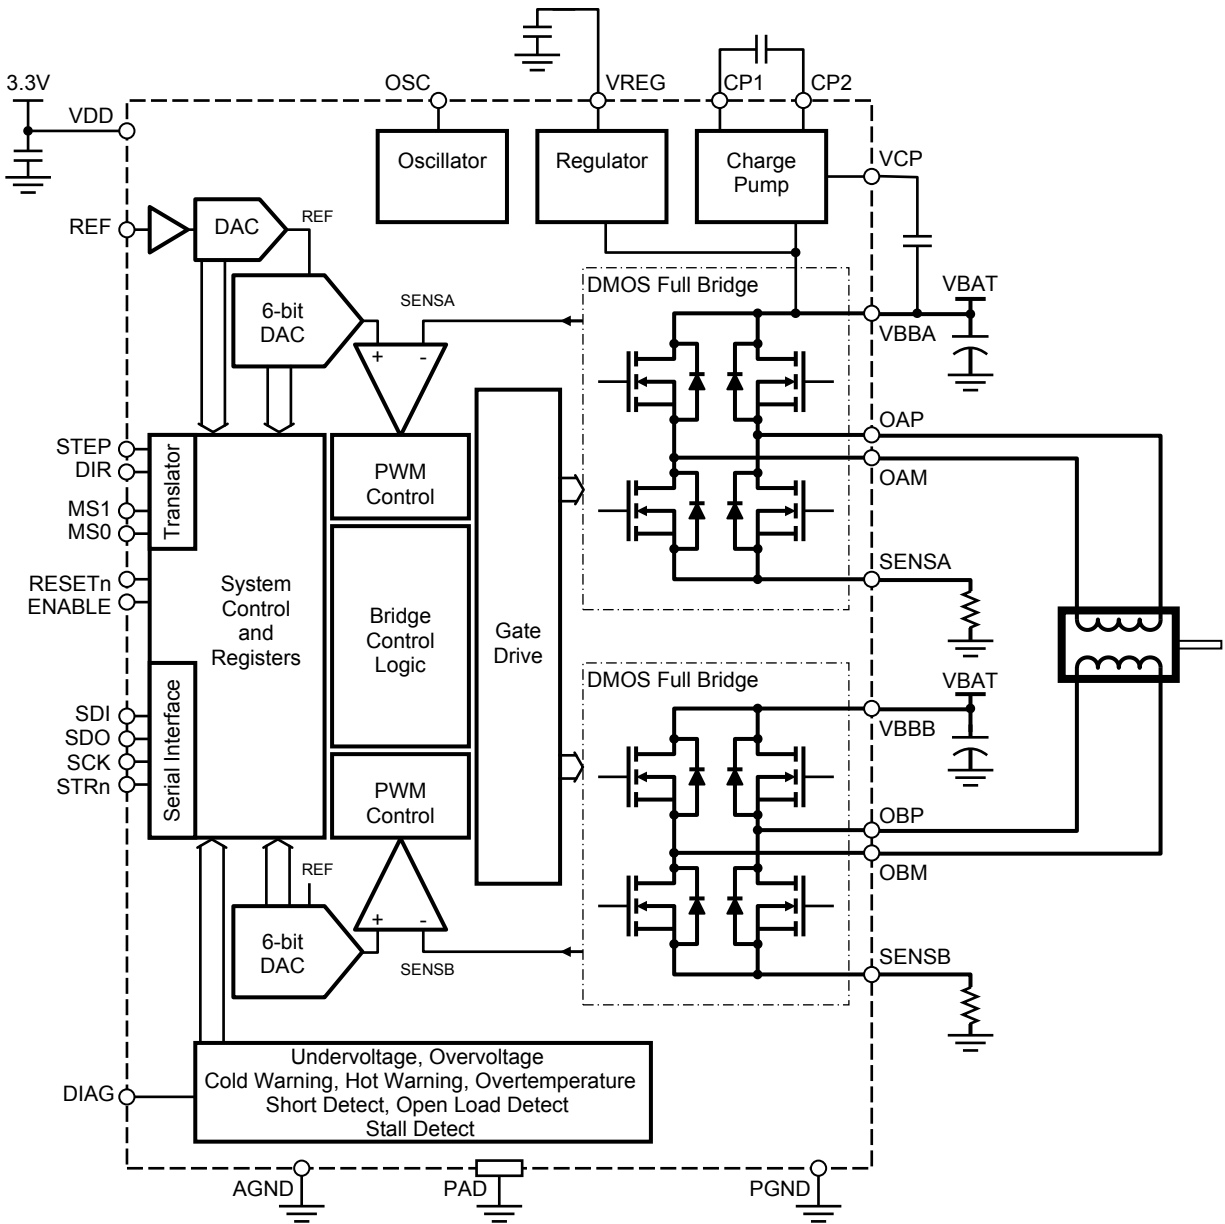 OSC
VREG
CP1
CP2
3.3V
VDD
Oscillator
Regulator
Charge
Pump
VCP
REF
DAC
REF
6-bit
DAC
SENSA
DMOS Full Bridge
VBAT
VBBA
+
-
OAP
OAM
STEP
DIR
MS1
MS0
Translator
PWM
Control
RESETn
ENABLE
System
Control
and
Registers
Bridge
Control
Logic
Gate
Drive
SENSA
DMOS Full Bridge
VBAT
VBBB
SDI
SDO
SCK
STRn
Serial Interface
PWM
Control
OBP
OBM
REF
6-bit
DAC
+
-
SENSB
SENSB
Undervoltage, Overvoltage
Cold Warning, Hot Warning, Overtemperature
Short Detect, Open Load Detect
Stall Detect
DIAG
AGND
PAD
PGND